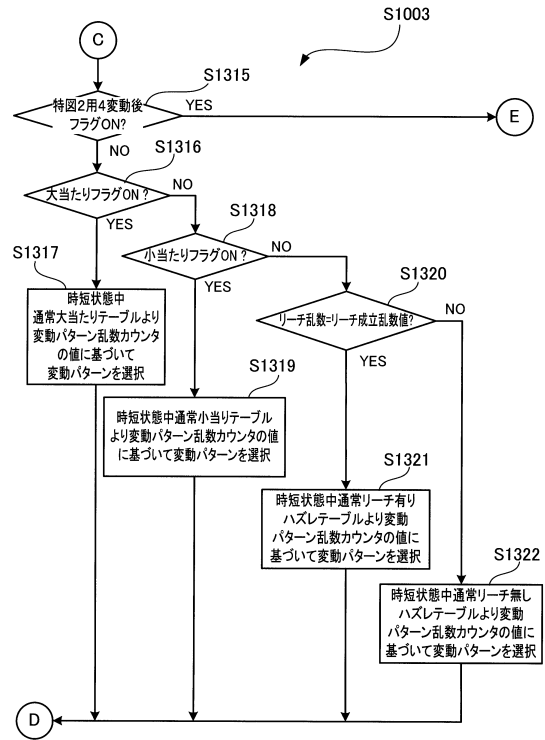 S1003
C
S1315
特図2用4変動後
フラグON?
YES
E
NO
S1316
大当たりフラグON?
NO
YES
S1318
小当たりフラグON?
NO
YES
S1317
時短状態中
通常大当たりテーブルより
変動パターン乱数カウンタ
の値に基づいて
変動パターンを選択
S1320
リーチ乱数=リーチ成立乱数値?
NO
YES
S1319
時短状態中通常小当りテーブル
より変動パターン乱数カウンタの値
に基づいて変動パターンを選択
S1321
時短状態中通常リーチ有り
ハズレテーブルより変動
パターン乱数カウンタの値に
基づいて変動パターンを選択
S1322
時短状態中通常リーチ無し
ハズレテーブルより変動
パターン乱数カウンタの値に
基づいて変動パターンを選択
D